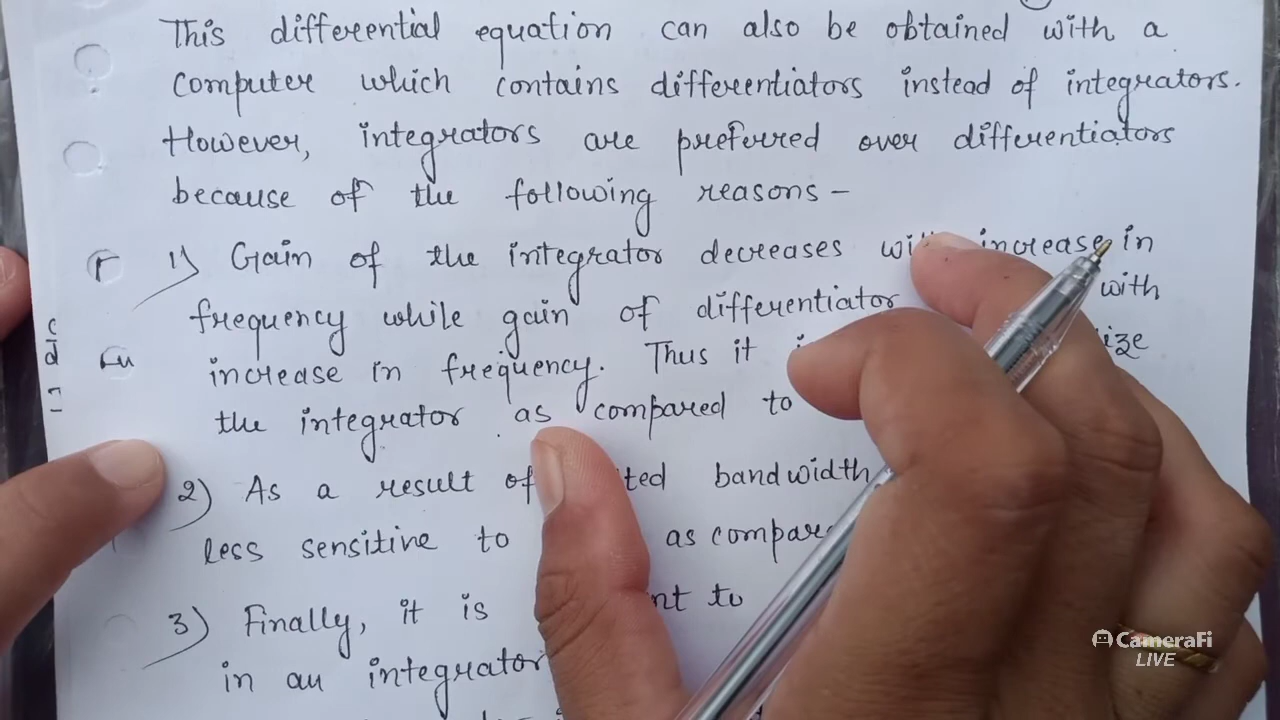 This differential equation can also be obtained with a
computer which contains differentiators instead of integrators.
However, integrators are preferred over differentiators
because of the following reasons –
1) Gain of the integrator decreases increase in
frequency while gain of differentiator with
increase in frequency. Thus it
the integrator as compared to
2) As a result of bandwidth
less sensitive to as
3) Finally, it is to
in an integrator
CameraFi
LIVE